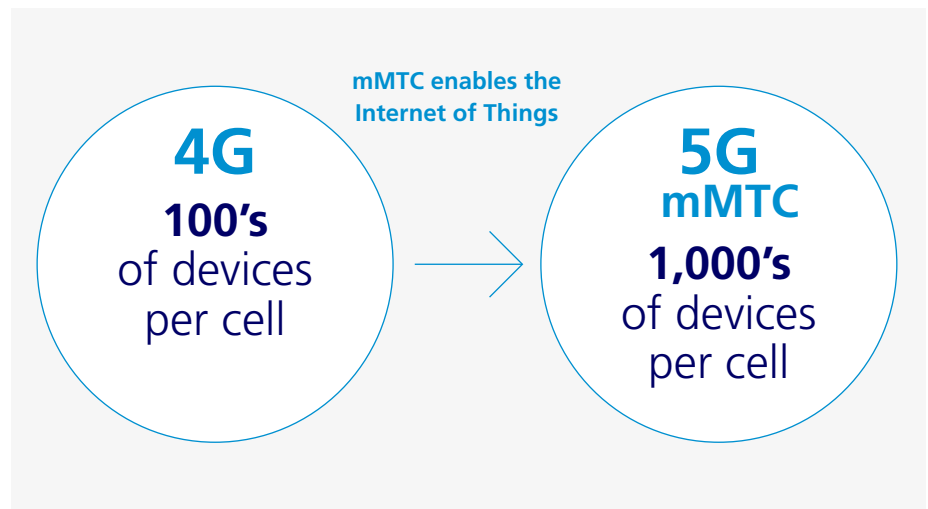 mMTC enables the
Internet of Things
4G
100’s
of devices
per cell
5G
mMTC
1,000’s
of devices
per cell